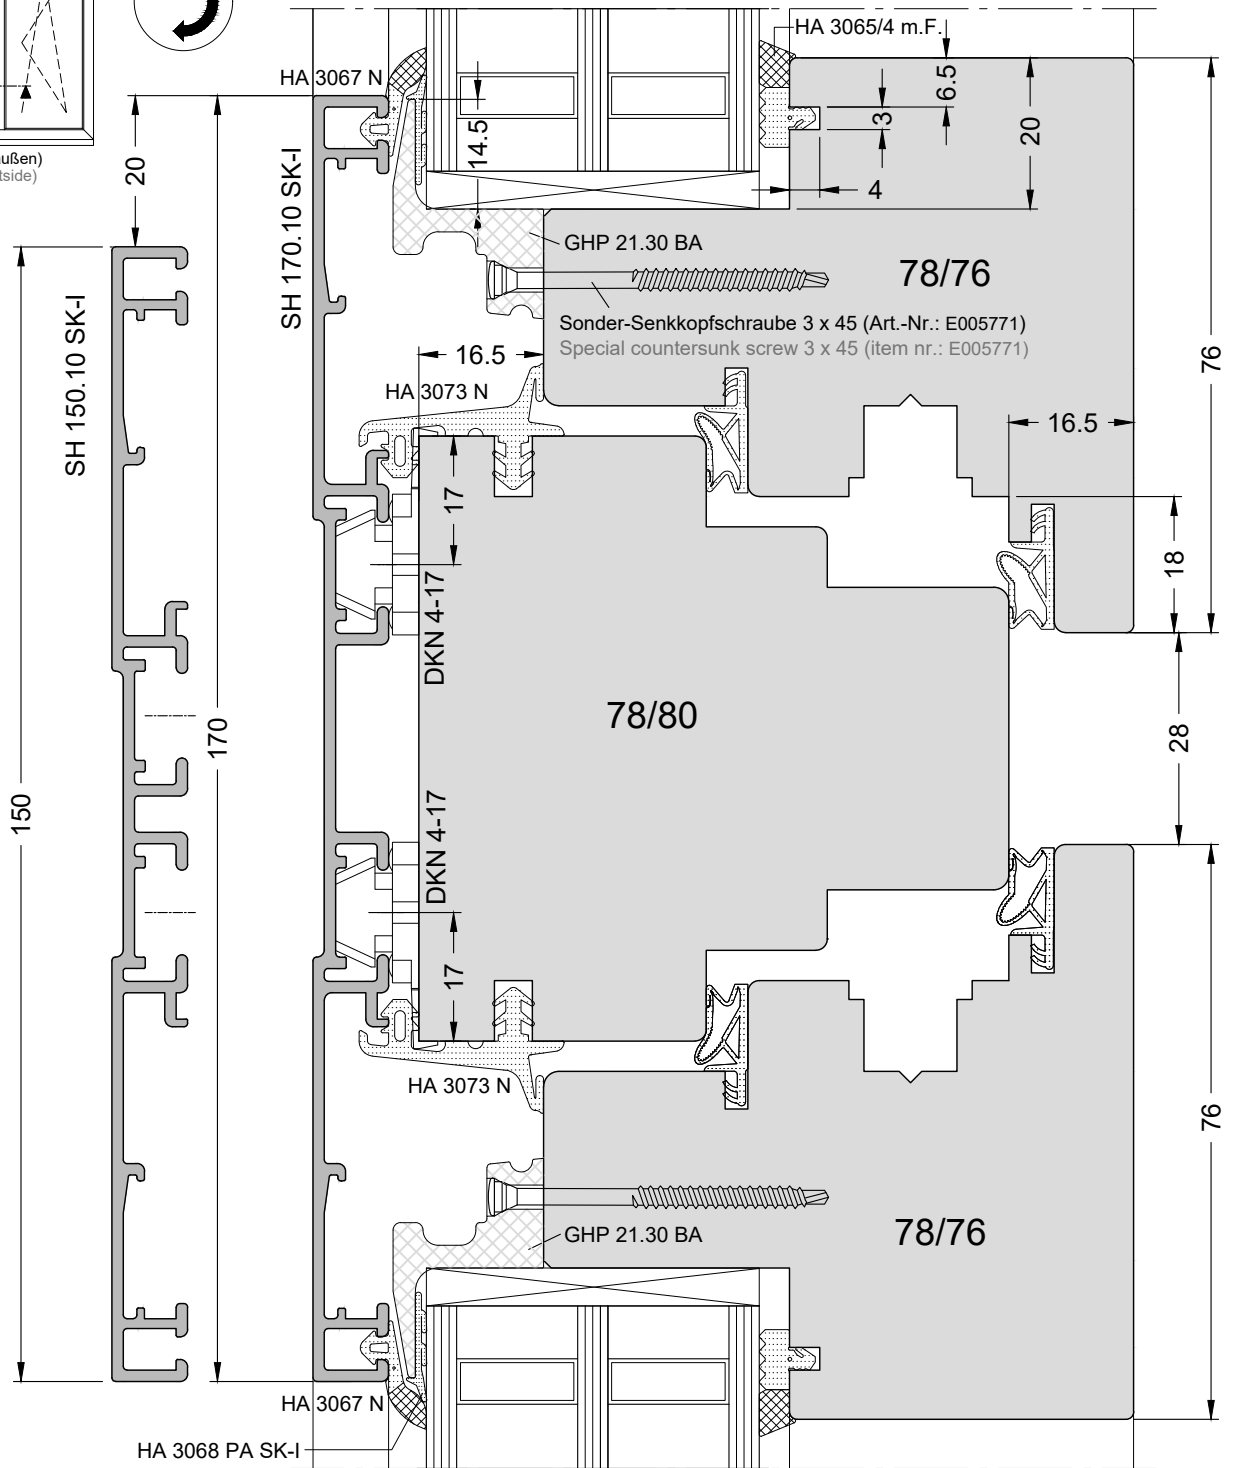 HA 3065/4 m.F.
HA 3067 N
6.5
3
20
14.5
20
4
SH 170.10 SK-I
GHP 21.30 BA
78/76
Sonder-Senkkopfschraube 3 x 45 (Art.-Nr.: E005771)
Special countersunk screw 3 x 45 (item nr.: E005771)
SH 150.10 SK-I
16.5
76
HA 3073 N
16.5
17
18
DKN 4-17
78/80
170
28
150
DKN 4-17
17
HA 3073 N
76
GHP 21.30 BA
78/76
HA 3067 N
HA 3068 PA SK-I